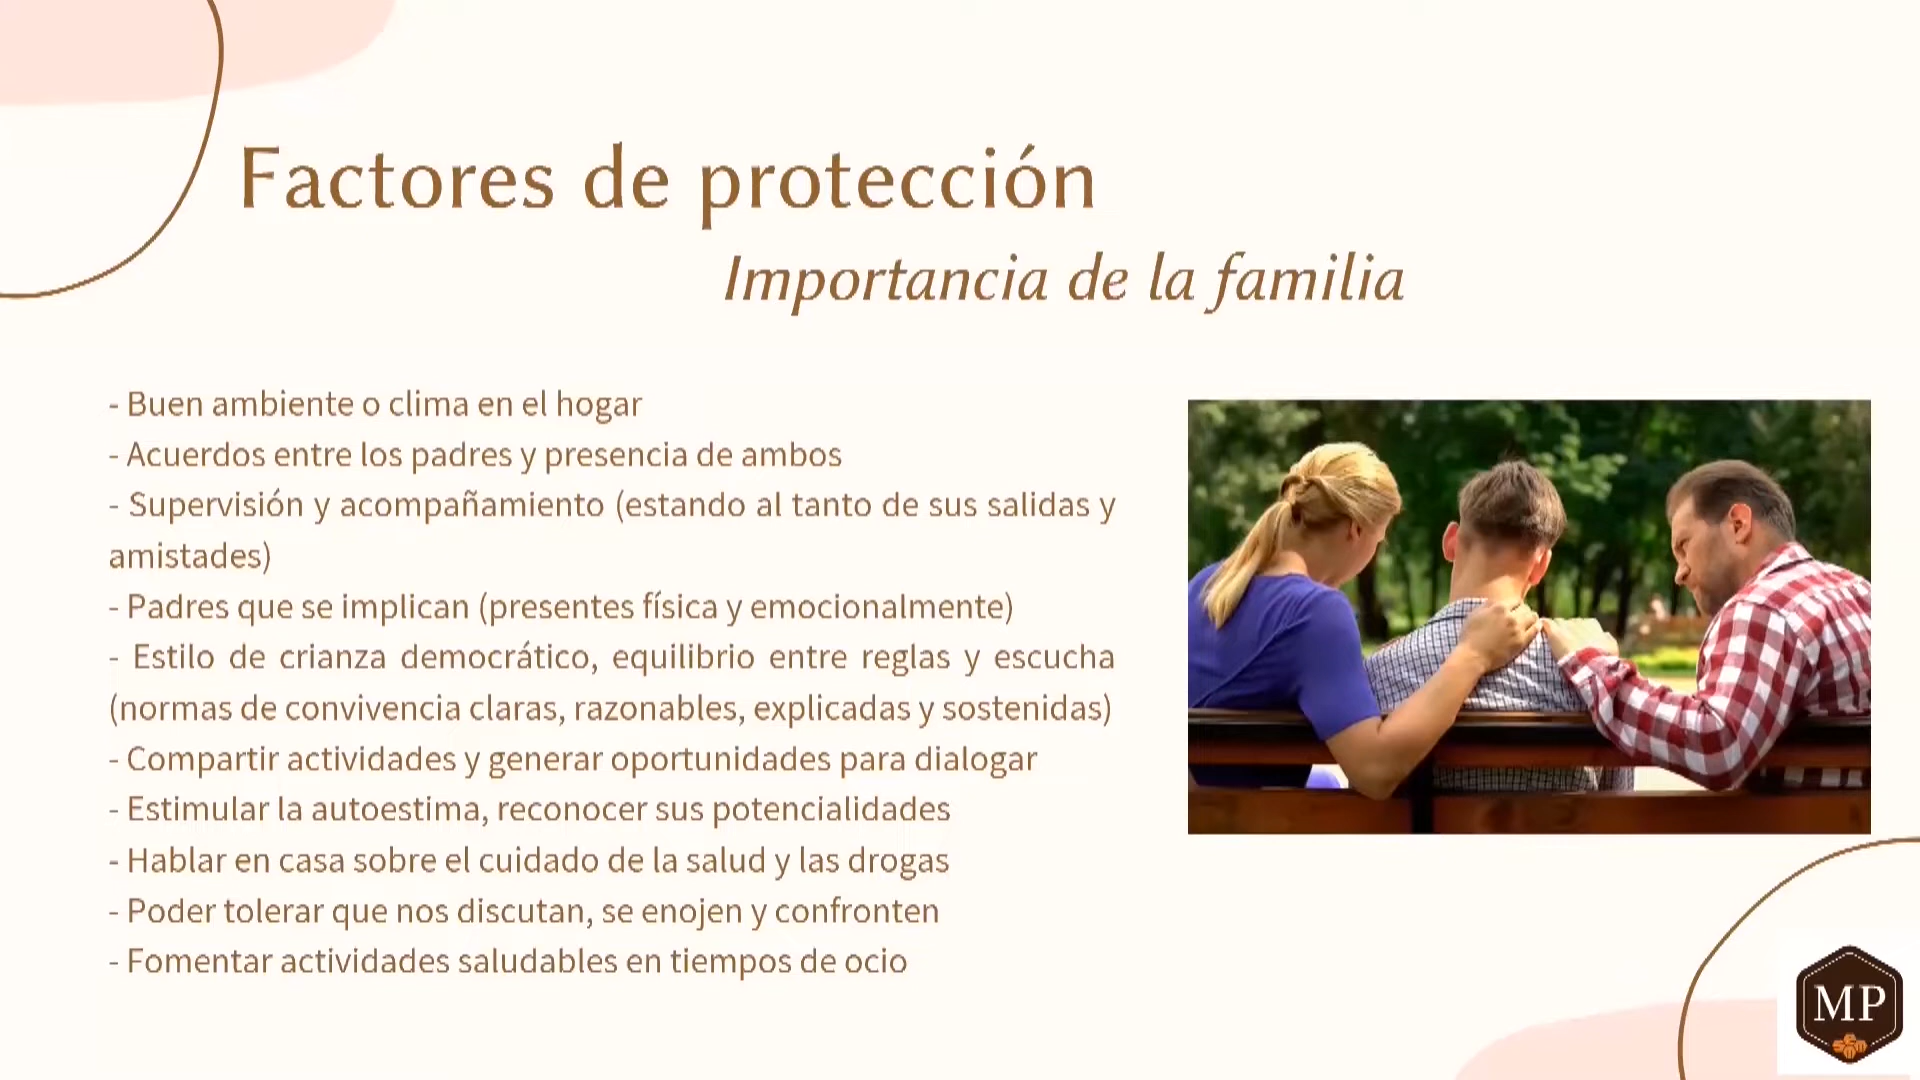 Factores de protección
Importancia de la familia
- Buen ambiente o clima en el hogar
- Acuerdos entre los padres y presencia de ambos
- Supervisión y acompañamiento (estando al tanto de sus salidas y
amistades)
- Padres que se implican (presentes física y emocionalmente)
- Estilo de crianza democrático, equilibrio entre reglas y escucha
(normas de convivencia claras, razonables, explicadas y sostenidas)
- Compartir actividades y generar oportunidades para dialogar
- Estimular la autoestima, reconocer sus potencialidades
- Hablar en casa sobre el cuidado de la salud y las drogas
- Poder tolerar que nos discutan, se enojen y confronten
- Fomentar actividades saludables en tiempos de ocio
MP